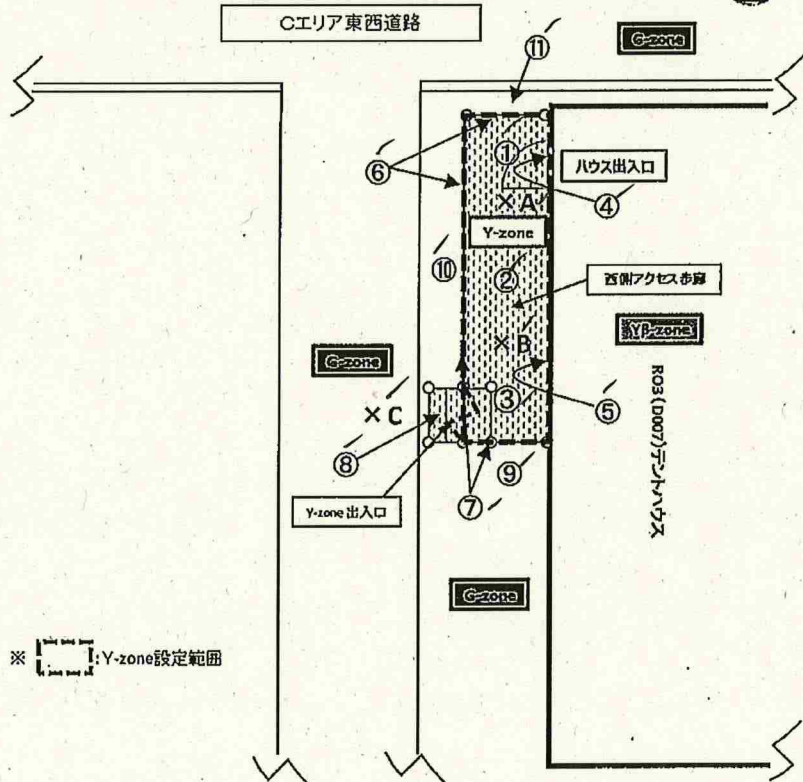 Cエリア東西道路
G-zone
⑪
⑥
①
ハウス出入口
× A
④
Y-zone
⑩
②
西側アクセス歩廊
× B
YB-zone
G-zone
× C
③
⑤
⑧
R03(D007)テントハウス
⑦
⑨
Y-zone出入口
G-zone
※ :Y-zone設定範囲